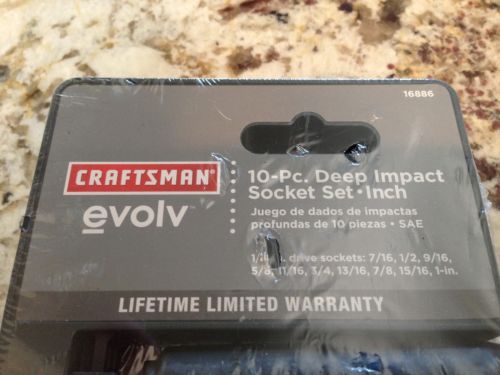 16886
CRAFTSMAN®
evolv™
10-Pc. Deep Impact
Socket Set • Inch
Juego de dados de impactas
profundas de 10 piezas • SAE
drive sockets: 7/16, 1/2, 9/16,
5/8, 11/16, 3/4, 13/16, 7/8, 15/16, 1-in.
LIFETIME LIMITED WARRANTY